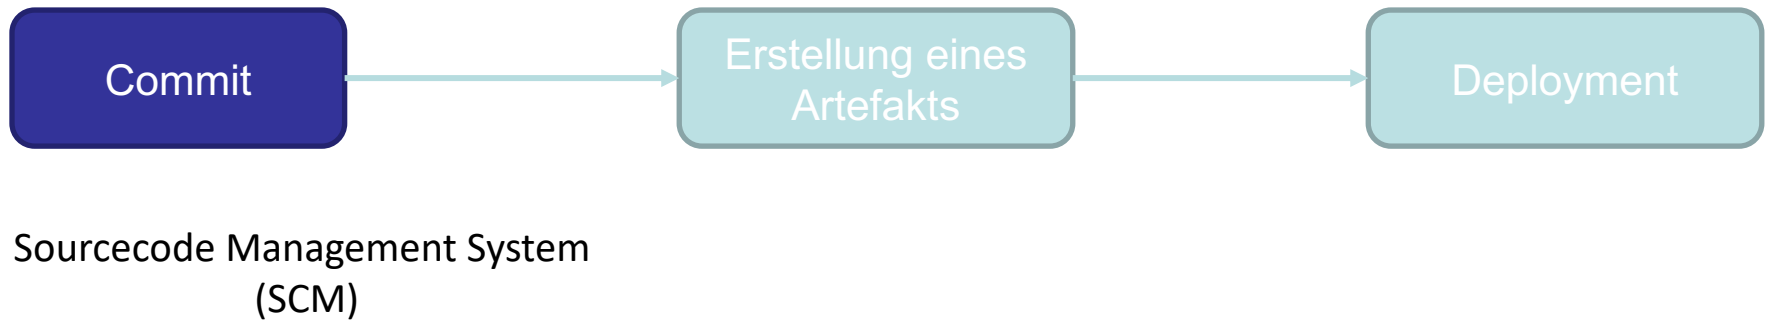 Commit
Erstellung eines
Artefakts
Deployment
Sourcecode Management System
(SCM)